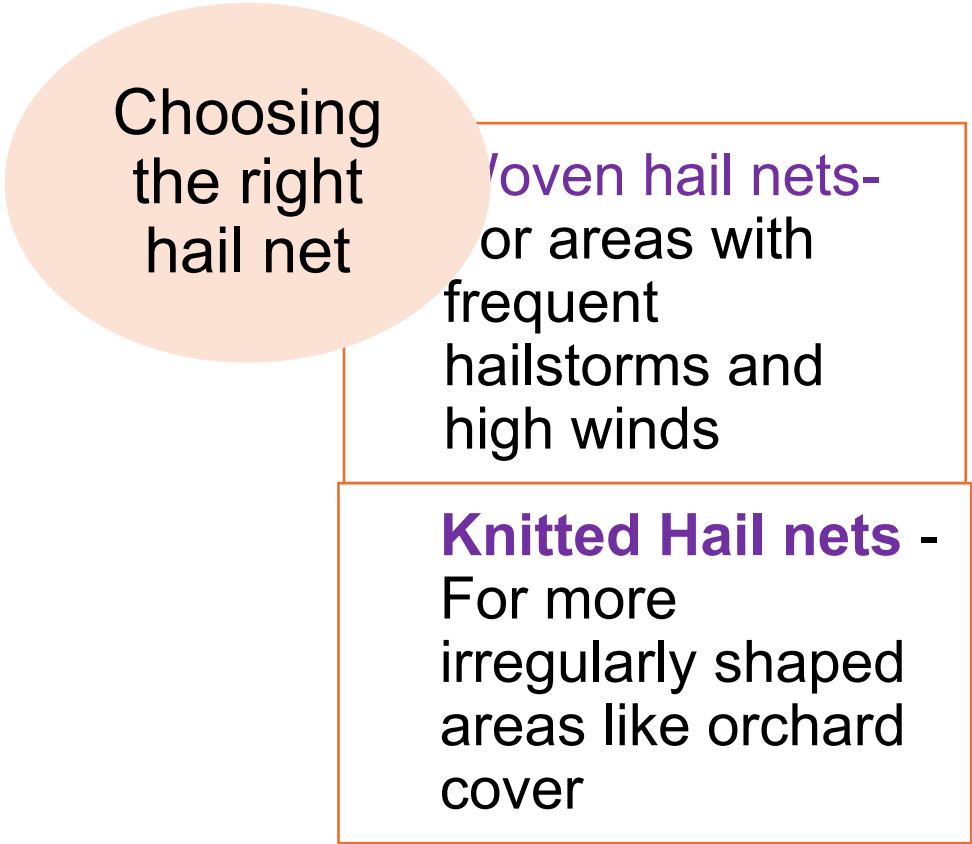 Choosing
the right
hail net
Woven hail nets-
For areas with
frequent
hailstorms and
high winds
Knitted Hail nets -
For more
irregularly shaped
areas like orchard
cover